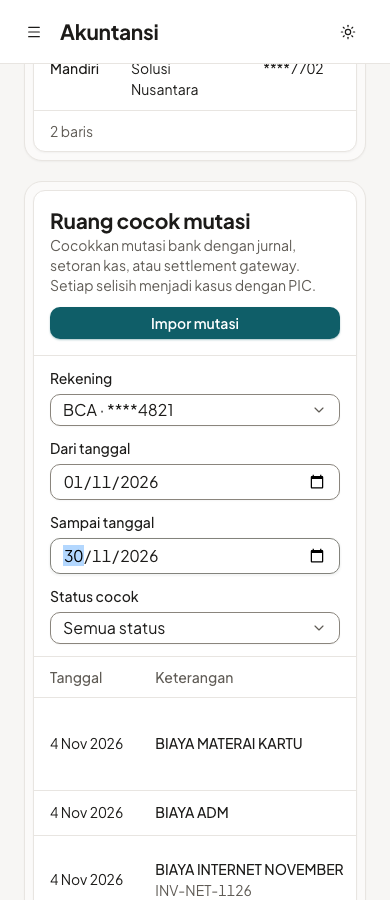 Akuntansi
Mandiri Solusi ****7702
Nusantara
2 baris
Ruang cocok mutasi
Cocokkan mutasi bank dengan jurnal,
setoran kas, atau settlement gateway.
Setiap selisih menjadi kasus dengan PIC.
Impor mutasi
Rekening
BCA · ****4821
Dari tanggal
01/11/2026
Sampai tanggal
30/11/2026
Status cocok
Semua status
Tanggal Keterangan
4 Nov 2026 BIAYA MATERAI KARTU
4 Nov 2026 BIAYA ADM
4 Nov 2026 BIAYA INTERNET NOVEMBER
INV-NET-1126